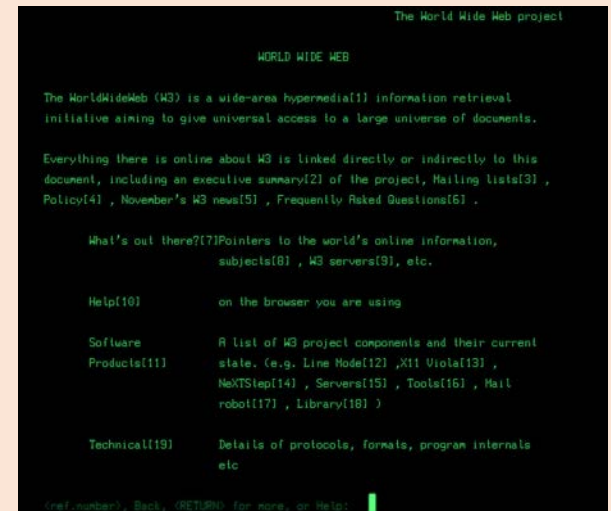 The World Wide Web project
WORLD WIDE WEB
The WorldWideWeb (W3) is a wide-area hypermedia[1] information retrieval
initiative aiming to give universal access to a large universe of documents.
Everything there is online about W3 is linked directly or indirectly to this
document, including an executive summary[2] of the project, Mailing lists[3] ,
Policy[4] , November's W3 news[5] , Frequently Asked Questions[6] .
What's out there?[7]Pointers to the world's online information,
subjects[8] , W3 servers[9], etc.
Help[10] on the browser you are using
Software A list of W3 project components and their current
Products[11] state. (e.g. Line Mode[12] ,X11 Viola[13] ,
NeXTStep[14] , Servers[15] , Tools[16] , Mail
robot[17] , Library[18] )
Technical[19] Details of protocols, formats, program internals
etc
<ref.number>, Back, <RETURN> for more, or Help: